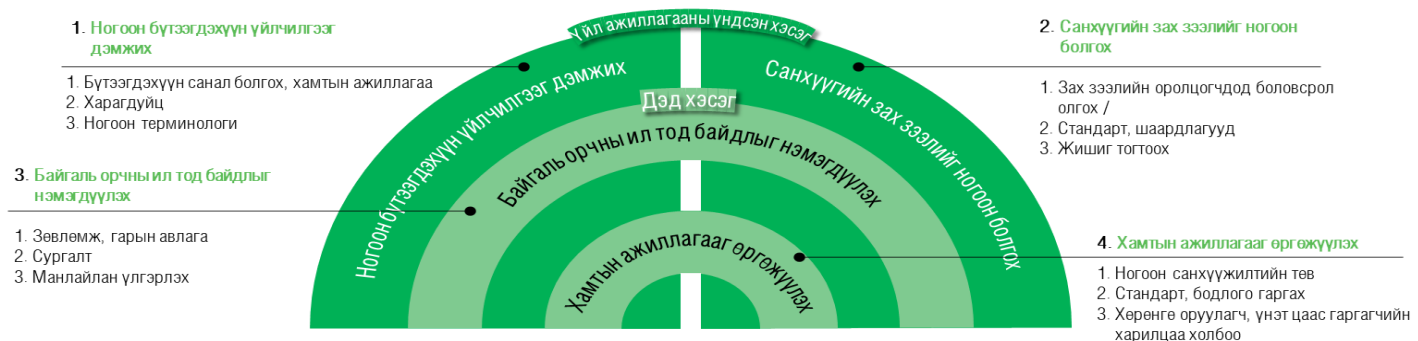 1. Ногоон бүтээгдэхүүн үйлчилгээг
дэмжих
1. Бүтээгдэхүүн санал болгох, хамтын ажиллагаа
2. Харагдуйц
3. Ногоон терминологи
3. Байгаль орчны ил тод байдлыг
нэмэгдүүлэх
1. Зөвлөмж, гарын авлага
2. Сургалт
3. Манлайлан үлгэрлэх
Үйл ажиллагааны үндсэн хэсэг
Ногоон бүтээгдэхүүн үйлчилгээг дэмжих
Санхүүгийн зах зээлийг ногоон болгох
Дэд хэсэг
Байгаль орчны ил тод байдлыг нэмэгдүүлэх
Хамтын ажиллагааг өргөжүүлэх
2. Санхүүгийн зах зээлийг ногоон
болгох
1. Зах зээлийн оролцогчдод боловсрол
олгох /
2. Стандарт, шаардлагууд
3. Жишиг тогтоох
4. Хамтын ажиллагааг өргөжүүлэх
1. Ногоон санхүүжилтийн төв
2. Стандарт, бодлого гаргах
3. Хөрөнгө оруулагч, үнэт цаас гаргагчийн
харилцаа холбоо